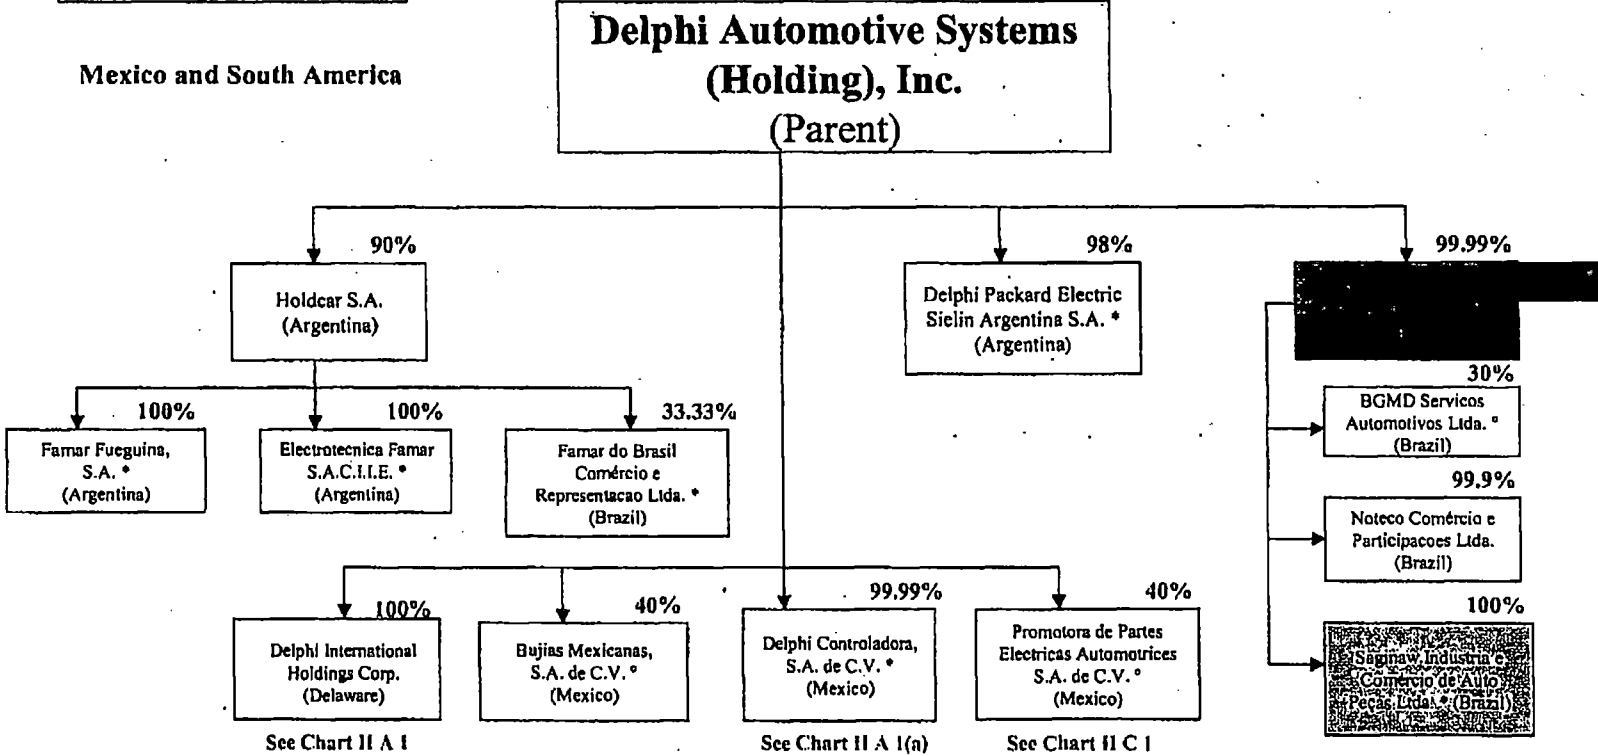 Delphi Automotive Systems
(Holding), Inc.
(Parent)
Mexico and South America
90%
Holdcar S.A.
(Argentina)
98%
Delphi Packard Electric
Sielin Argentina S.A. *
(Argentina)
99.99%
100%
Famar Fueguina,
S.A. *
(Argentina)
100%
Electrotecnica Famar
S.A.C.I.I.E. *
(Argentina)
33.33%
Famar do Brasil
Comércio e
Representacao Ltda. *
(Brazil)
30%
BGMD Servicos
Automotivos Ltda. °
(Brazil)
99.9%
Noteco Comércio e
Participacoes Ltda.
(Brazil)
100%
Saginaw Industria e
Comércio de Auto
Peças Ltda. * (Brazil)
100%
Delphi International
Holdings Corp.
(Delaware)
See Chart II A 1
40%
Bujias Mexicanas,
S.A. de C.V. °
(Mexico)
99.99%
Delphi Controladora,
S.A. de C.V. *
(Mexico)
See Chart II A 1(a)
40%
Promotora de Partes
Electricas Automotrices
S.A. de C.V. °
(Mexico)
See Chart II C 1